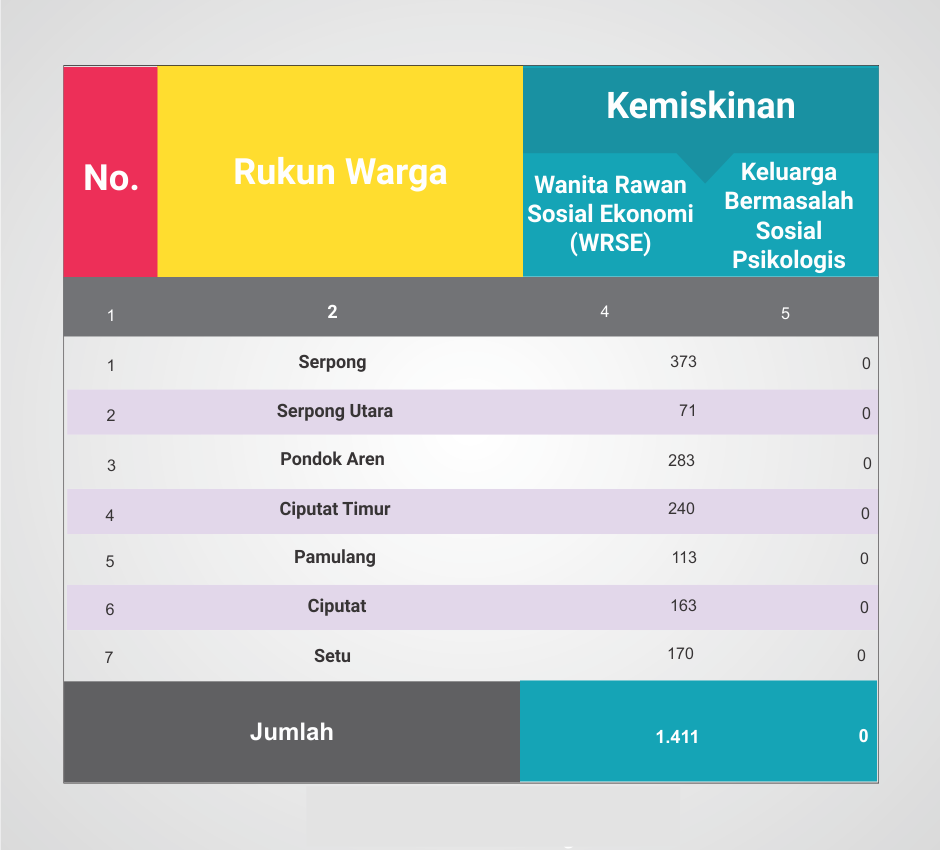 No.
Rukun Warga
Kemiskinan
Wanita Rawan
Sosial Ekonomi
(WRSE)
Keluarga
Bermasalah
Sosial
Psikologis
1 2 4 5
1 Serpong 373 0
2 Serpong Utara 71 0
3 Pondok Aren 283 0
4 Ciputat Timur 240 0
5 Pamulang 113 0
6 Ciputat 163 0
7 Setu 170 0
Jumlah 1.411 0